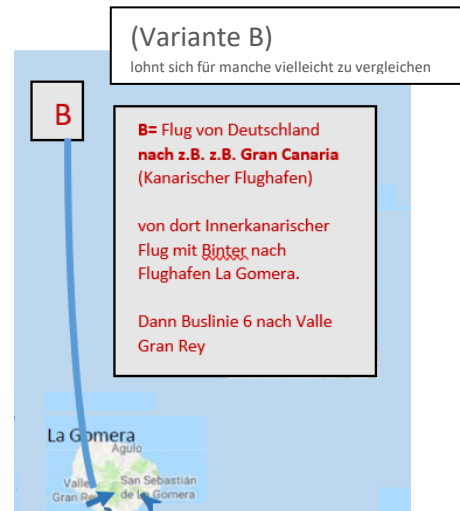 (Variante B)
lohnt sich für manche vielleicht zu vergleichen
B
B= Flug von Deutschland
nach z.B. z.B. Gran Canaria
(Kanarischer Flughafen)
von dort Innerkanarischer
Flug mit Binter nach
Flughafen La Gomera.
Dann Buslinie 6 nach Valle
Gran Rey
La Gomera
Agulo
Valle
Gran Rey
San Sebastián
de La Gomera